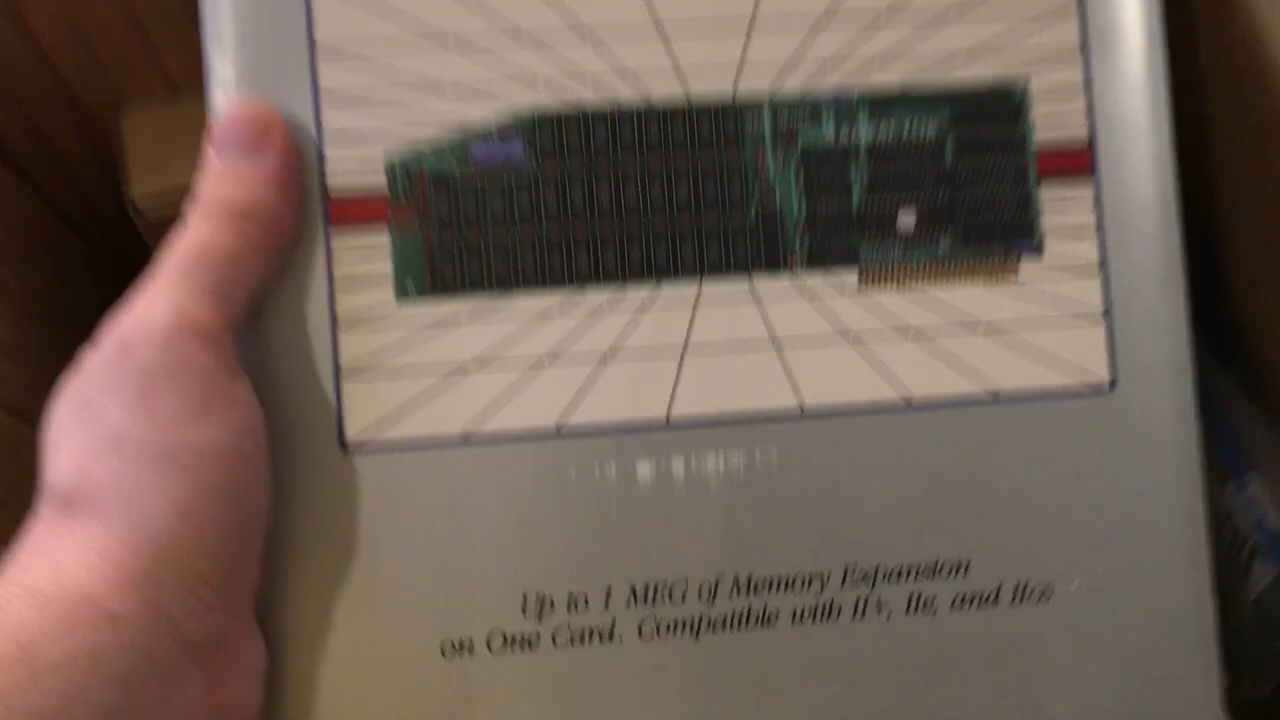 Up to 1 MEG of Memory Expansion
on One Card. Compatible with II+, IIe, and IIGS